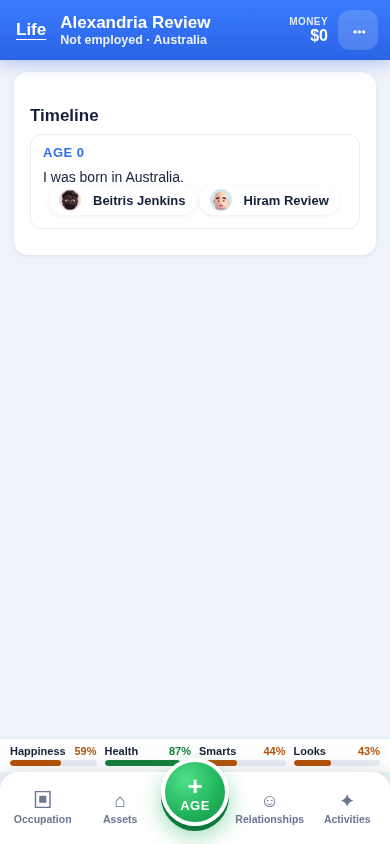 Life
Alexandria Review
Not employed · Australia
MONEY
$0
•••
Timeline
AGE 0
I was born in Australia.
Beitris Jenkins
Hiram Review
Happiness 59%
Health 87%
Smarts 44%
Looks 43%
+
AGE
Occupation
Assets
Relationships
Activities